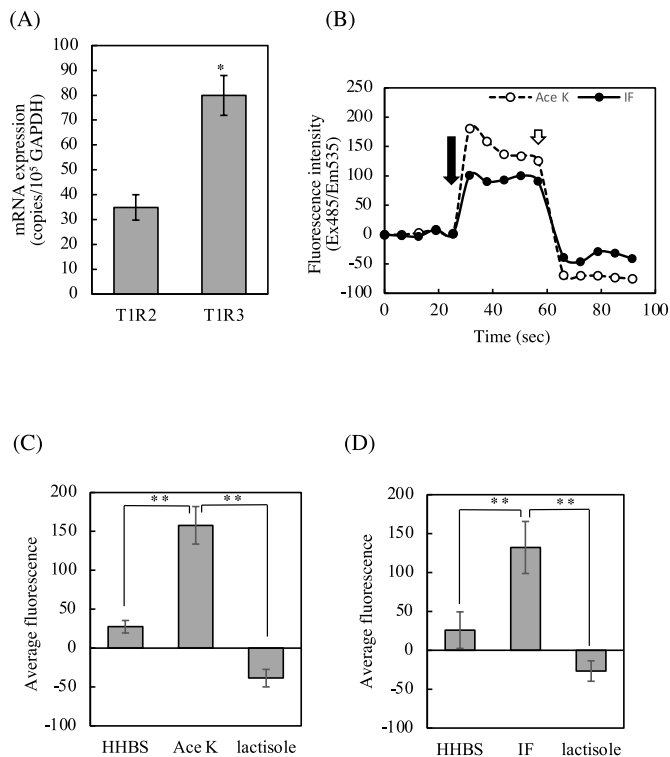 (A)
mRNA expression
(copies/10⁵ GAPDH)
100
90
80
70
60
50
40
30
20
10
0
*
T1R2 T1R3
(B)
Fluorescence intensity
(Ex485/Em535)
250
200
150
100
50
0
-50
-100
Ace K IF
0 20 40 60 80 100
Time (sec)
(C)
Average fluorescence
200
150
100
50
0
-50
-100
** **
HHBS Ace K lactisole
(D)
Average fluorescence
200
150
100
50
0
-50
-100
** **
HHBS IF lactisole